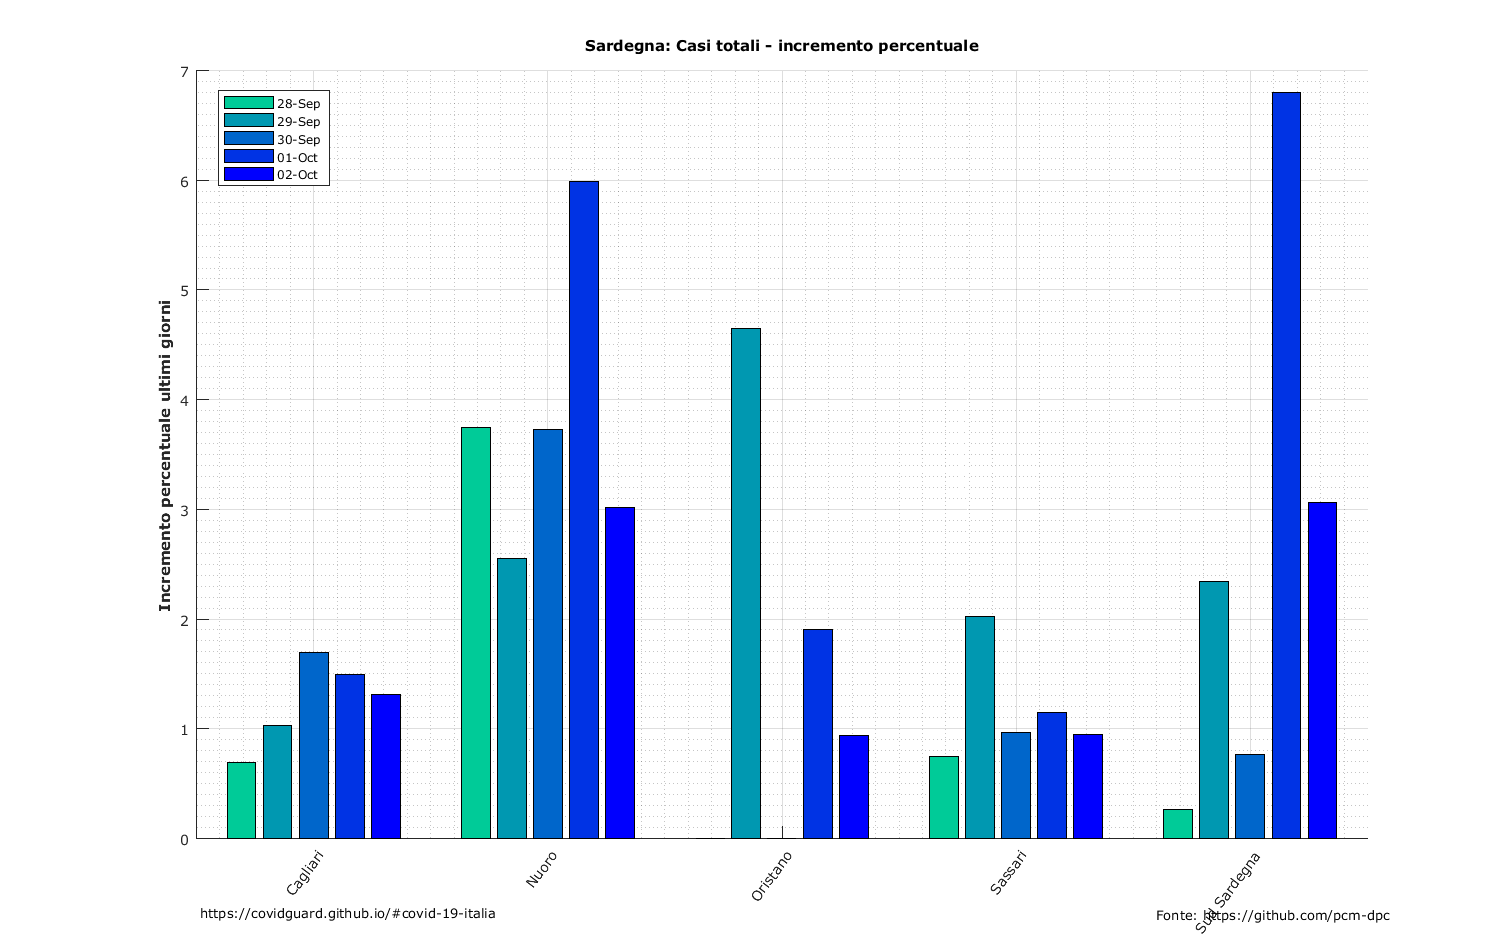 Sardegna: Casi totali - incremento percentuale
7
6
5
4
3
2
1
0
Incremento percentuale ultimi giorni
28-Sep
29-Sep
30-Sep
01-Oct
02-Oct
Cagliari
Nuoro
Oristano
Sassari
Sud Sardegna
https://covidguard.github.io/#covid-19-italia
Fonte: https://github.com/pcm-dpc